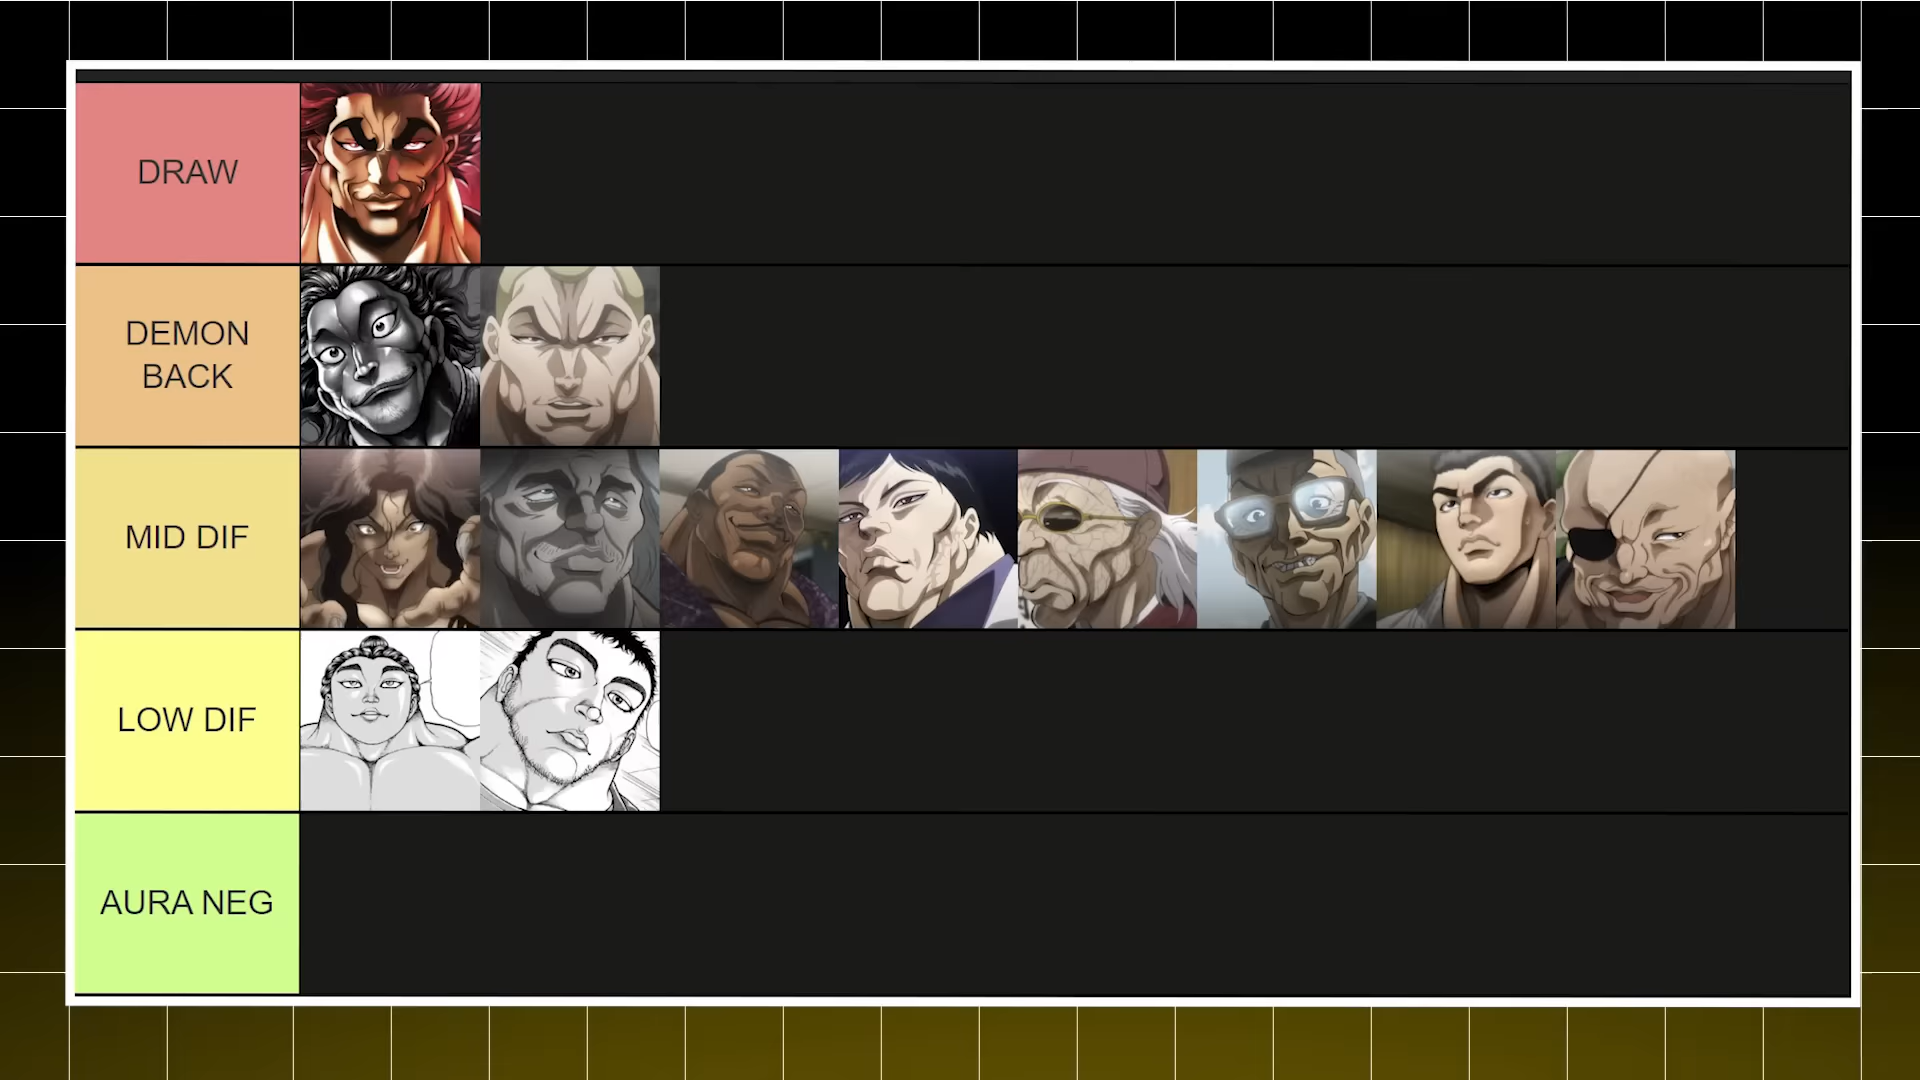 DRAW
DEMON
BACK
MID DIF
LOW DIF
AURA NEG